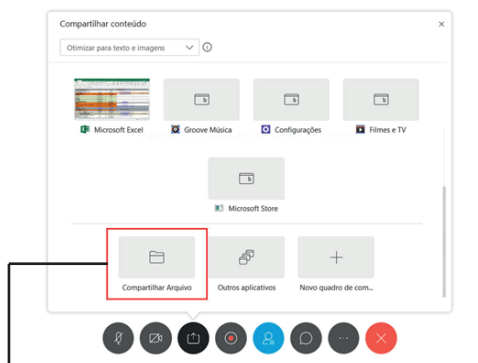 Compartilhar conteúdo
Otimizar para texto e imagens
Microsoft Excel
Groove Música
Configurações
Filmes e TV
Microsoft Store
Compartilhar Arquivo
Outros aplicativos
Novo quadro de com...